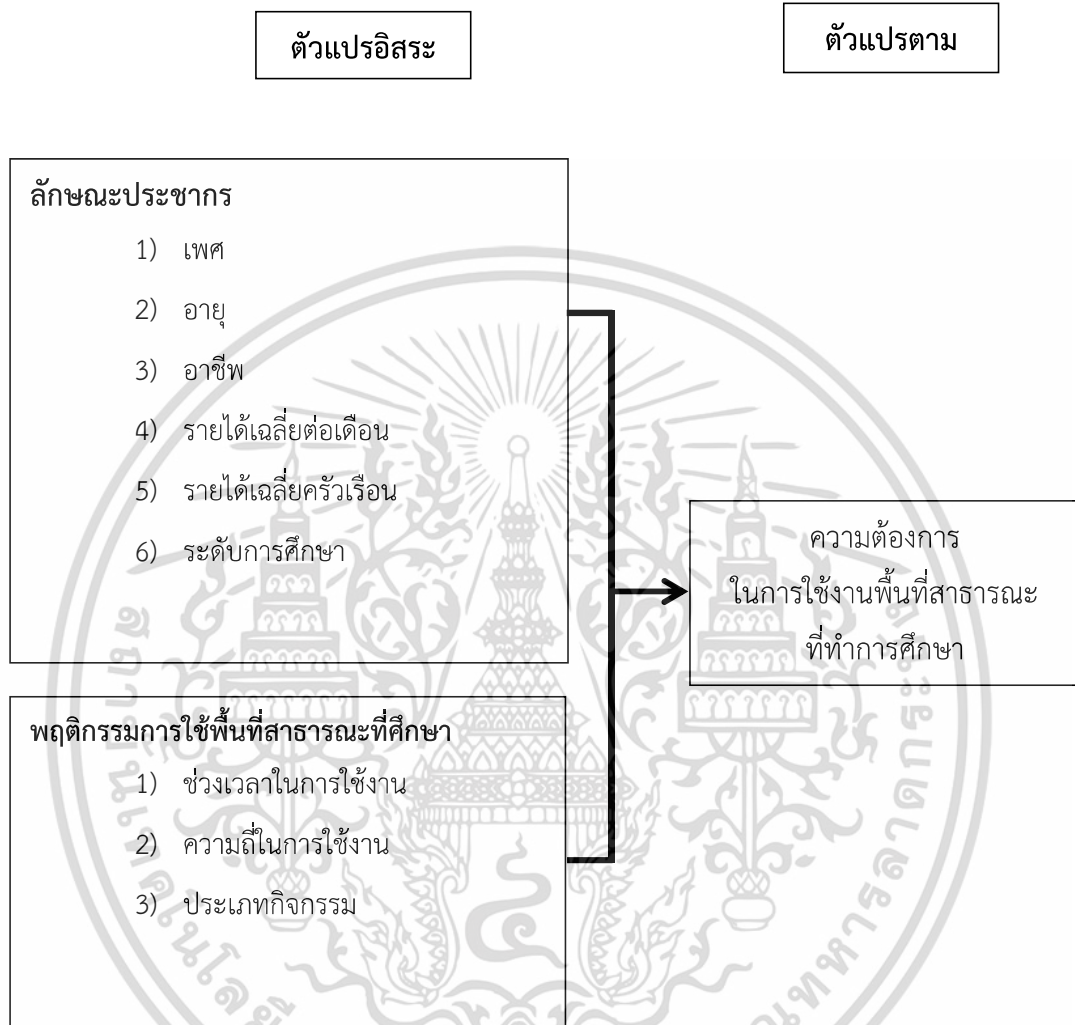 ตัวแปรอิสระ
ตัวแปรตาม
ลักษณะประชากร
1) เพศ
2) อายุ
3) อาชีพ
4) รายได้เฉลี่ยต่อเดือน
5) รายได้เฉลี่ยครัวเรือน
6) ระดับการศึกษา
ความต้องการ
ในการใช้งานพื้นที่สาธารณะ
ที่ทำการศึกษา
พฤติกรรมการใช้พื้นที่สาธารณะที่ศึกษา
1) ช่วงเวลาในการใช้งาน
2) ความถี่ในการใช้งาน
3) ประเภทกิจกรรม